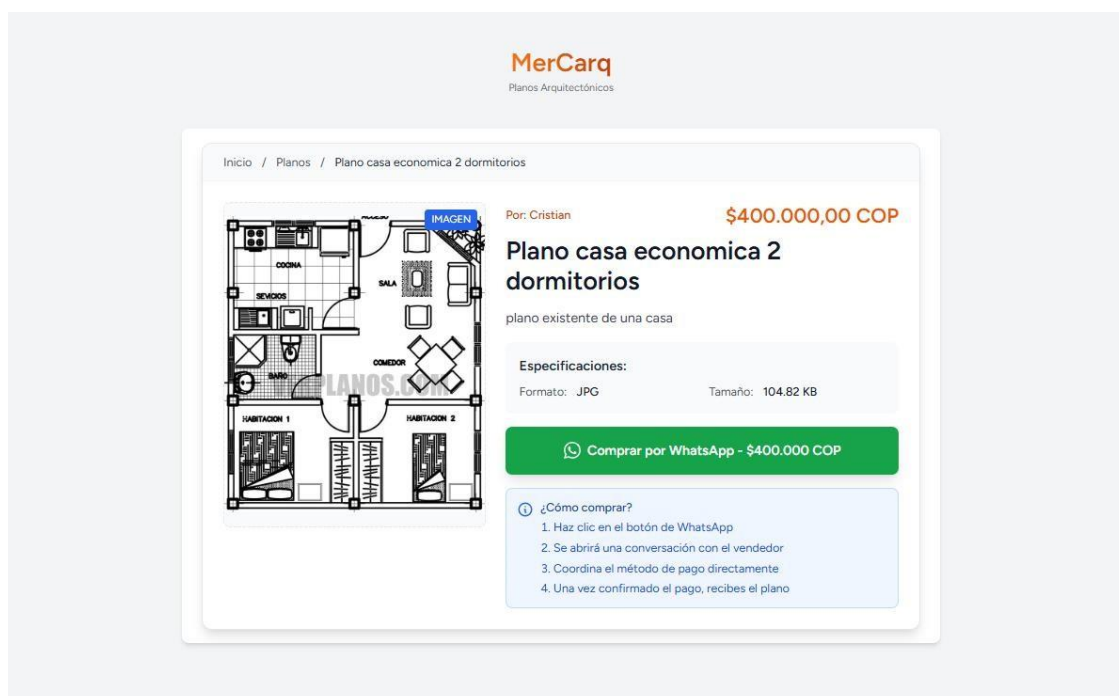 MerCarq
Planos Arquitectónicos
Inicio / Planos / Plano casa economica 2 dormitorios
IMAGEN
COCINA
SALA
SEVICIOS
COMEDOR
BAÑO
PLANOS.COM
HABITACION 1
HABITACION 2
Por: Cristian
$400.000,00 COP
Plano casa economica 2
dormitorios
plano existente de una casa
Especificaciones:
Formato: JPG
Tamaño: 104.82 KB
Comprar por WhatsApp - $400.000 COP
¿Cómo comprar?
1. Haz clic en el botón de WhatsApp
2. Se abrirá una conversación con el vendedor
3. Coordina el método de pago directamente
4. Una vez confirmado el pago, recibes el plano